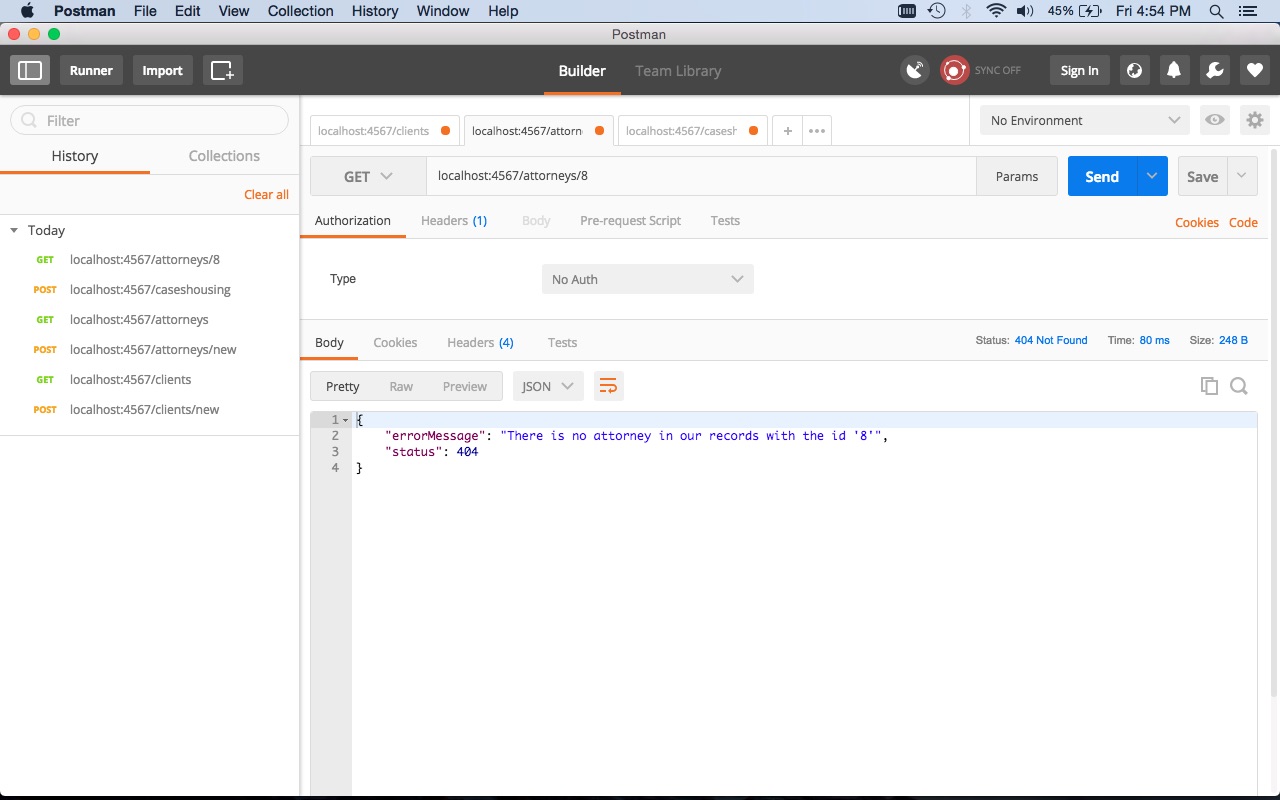 Postman File Edit View Collection History Window Help 45% Fri 4:54 PM
Postman
Runner Import Builder Team Library SYNC OFF Sign In
Filter
History Collections
Clear all
Today
GET localhost:4567/attorneys/8
POST localhost:4567/caseshousing
GET localhost:4567/attorneys
POST localhost:4567/attorneys/new
GET localhost:4567/clients
POST localhost:4567/clients/new
localhost:4567/clients localhost:4567/attorn localhost:4567/casesh + ••• No Environment
GET localhost:4567/attorneys/8 Params Send Save
Authorization Headers (1) Body Pre-request Script Tests Cookies Code
Type No Auth
Body Cookies Headers (4) Tests Status: 404 Not Found Time: 80 ms Size: 248 B
Pretty Raw Preview JSON
1 {
2 "errorMessage": "There is no attorney in our records with the id '8'",
3 "status": 404
4 }